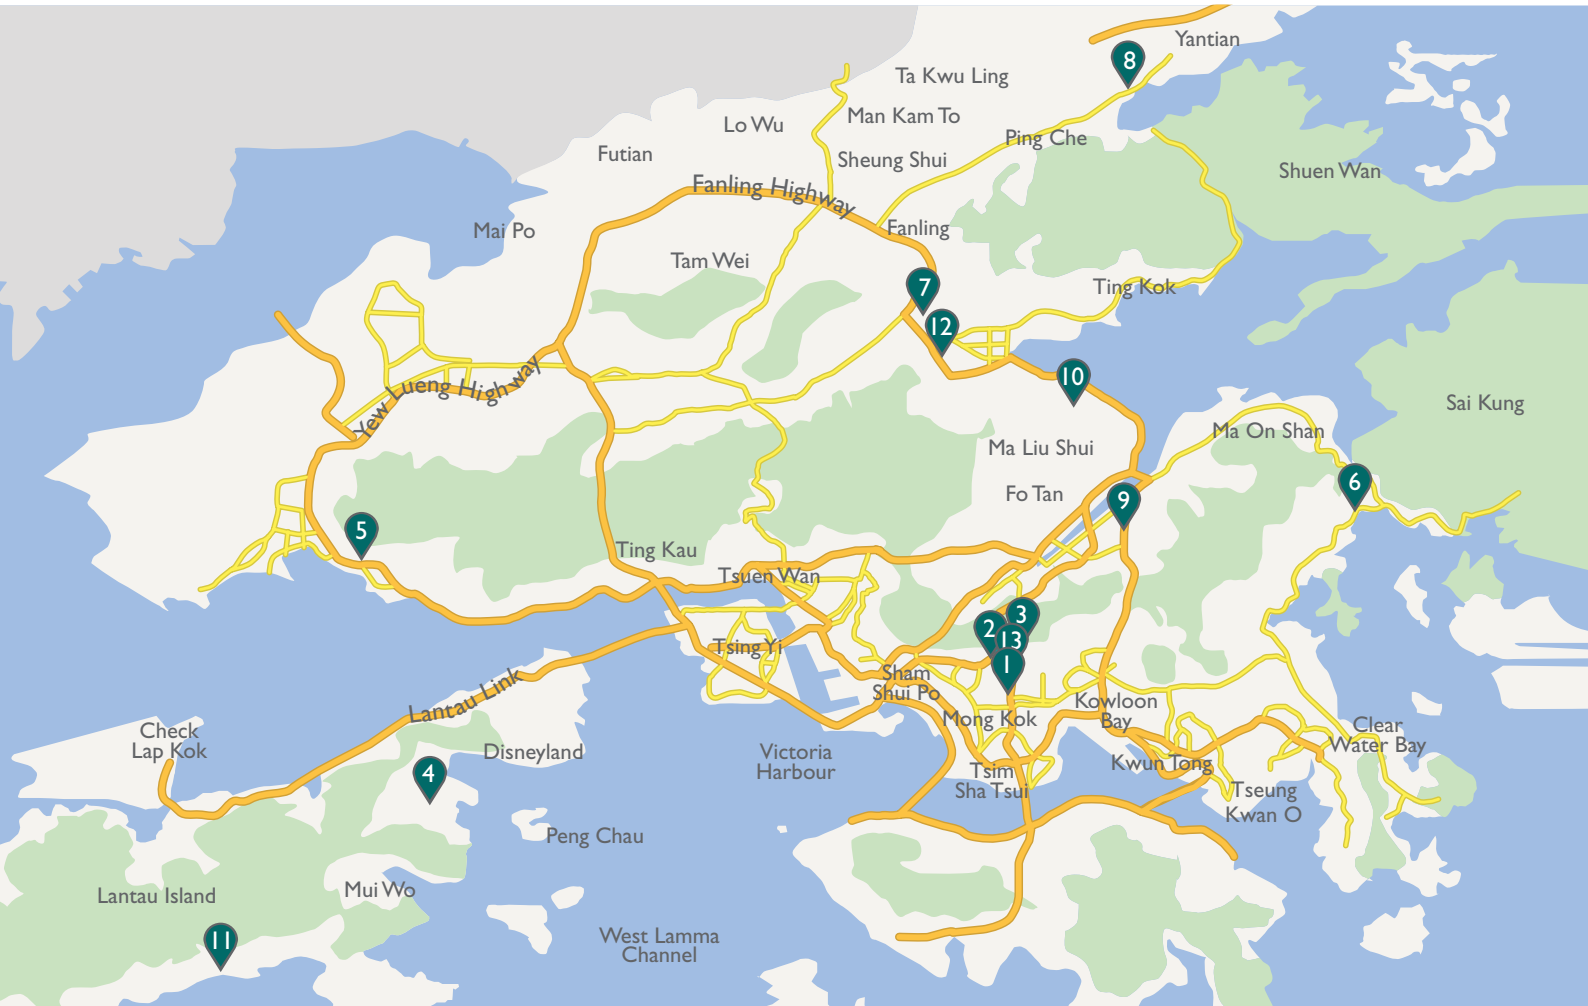 Yantian
8
Ta Kwu Ling
Man Kam To
Lo Wu
Ping Che
Futian
Sheung Shui
Shuen Wan
Fanling Highway
Mai Po
Fanling
Tam Wei
7
Ting Kok
12
10
Yew Lueng Highway
Sai Kung
Ma On Shan
Ma Liu Shui
6
Fo Tan
9
5
Ting Kau
Tsuen Wan
3
2
13
Tsing Yi
1
Sham
Shui Po
Lantau Link
Kowloon
Bay
Mong Kok
Check
Lap Kok
Clear
Water Bay
Disneyland
Victoria
Harbour
Kwun Tong
4
Tsim
Sha Tsui
Tseung
Kwan O
Peng Chau
Mui Wo
Lantau Island
11
West Lamma
Channel